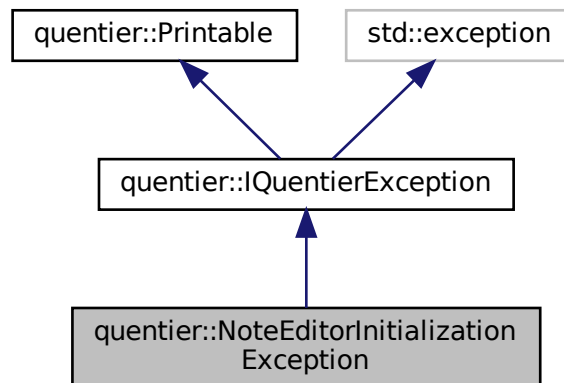 quentier::Printable
std::exception
quentier::IQuentierException
quentier::NoteEditorInitialization
Exception